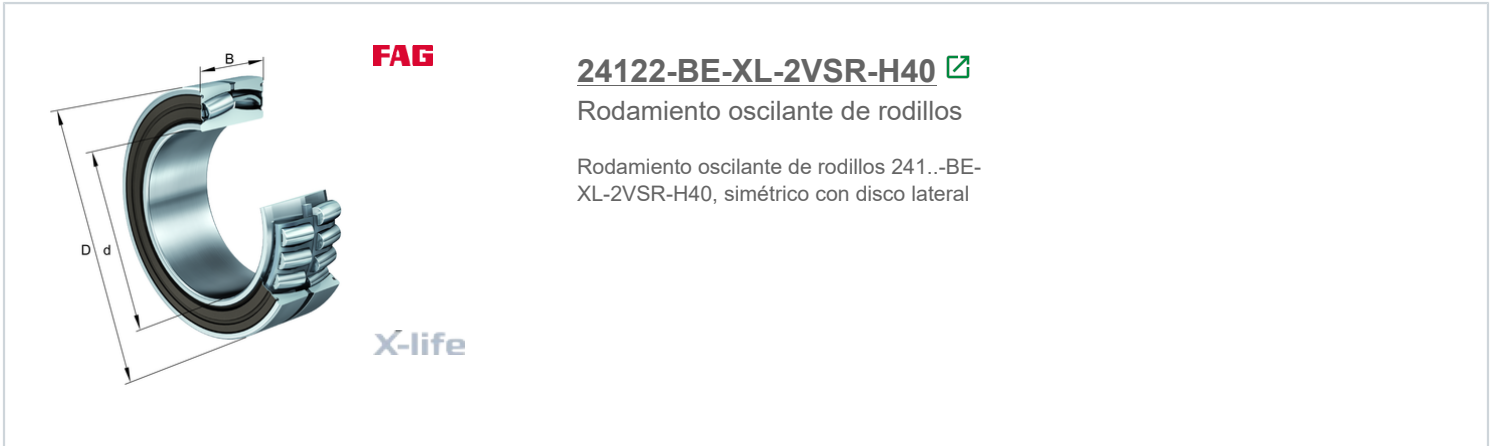 B
FAG
D
d
X-life
24122-BE-XL-2VSR-H40
Rodamiento oscilante de rodillos
Rodamiento oscilante de rodillos 241..-BE-
XL-2VSR-H40, simétrico con disco lateral